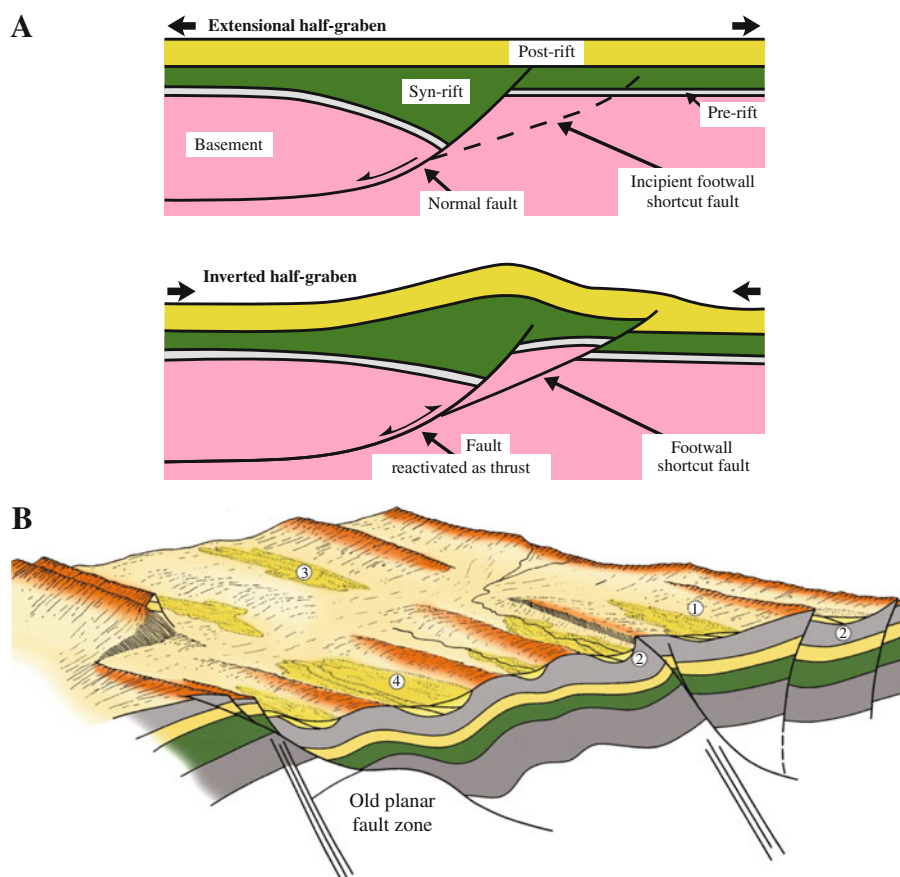 A
Extensional half-graben
Post-rift
Syn-rift
Pre-rift
Basement
Normal fault
Incipient footwall
shortcut fault
Inverted half-graben
Fault
reactivated as thrust
Footwall
shortcut fault
B
3
1
2
2
4
Old planar
fault zone